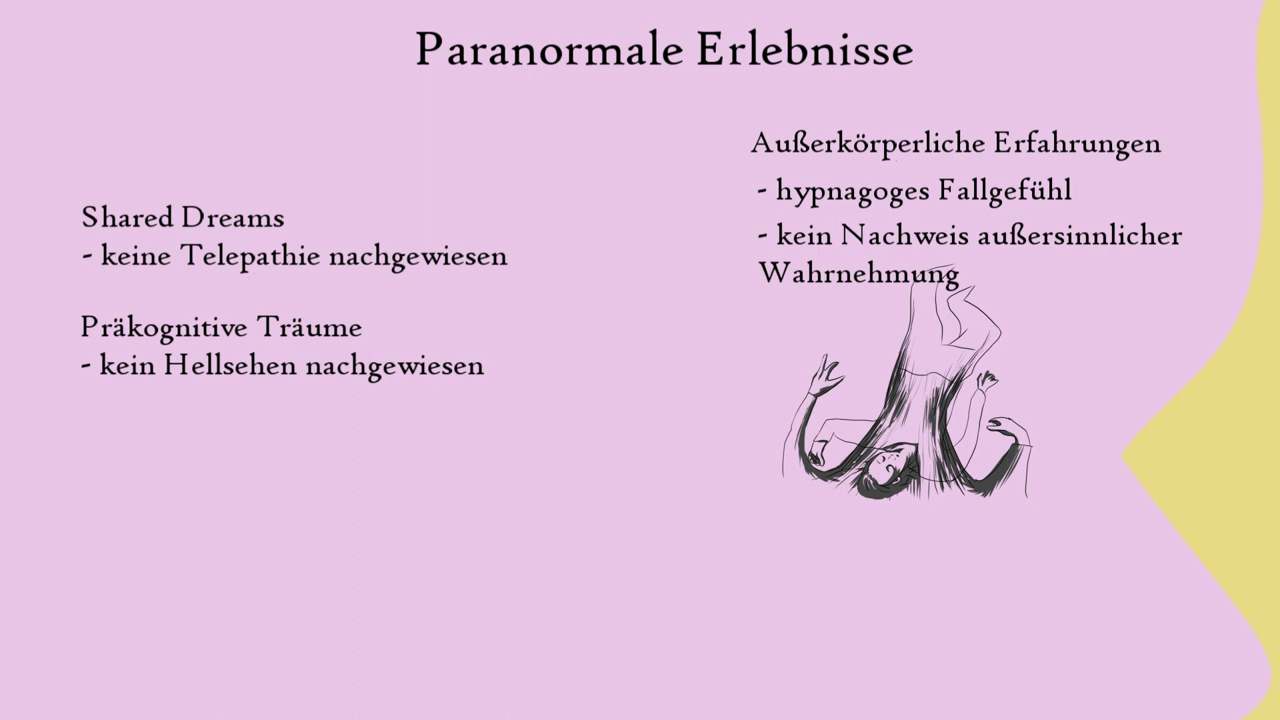 Paranormale Erlebnisse
Shared Dreams
- keine Telepathie nachgewiesen
Präkognitive Träume
- kein Hellsehen nachgewiesen
Außerkörperliche Erfahrungen
- hypnagoges Fallgefühl
- kein Nachweis außersinnlicher
Wahrnehmung